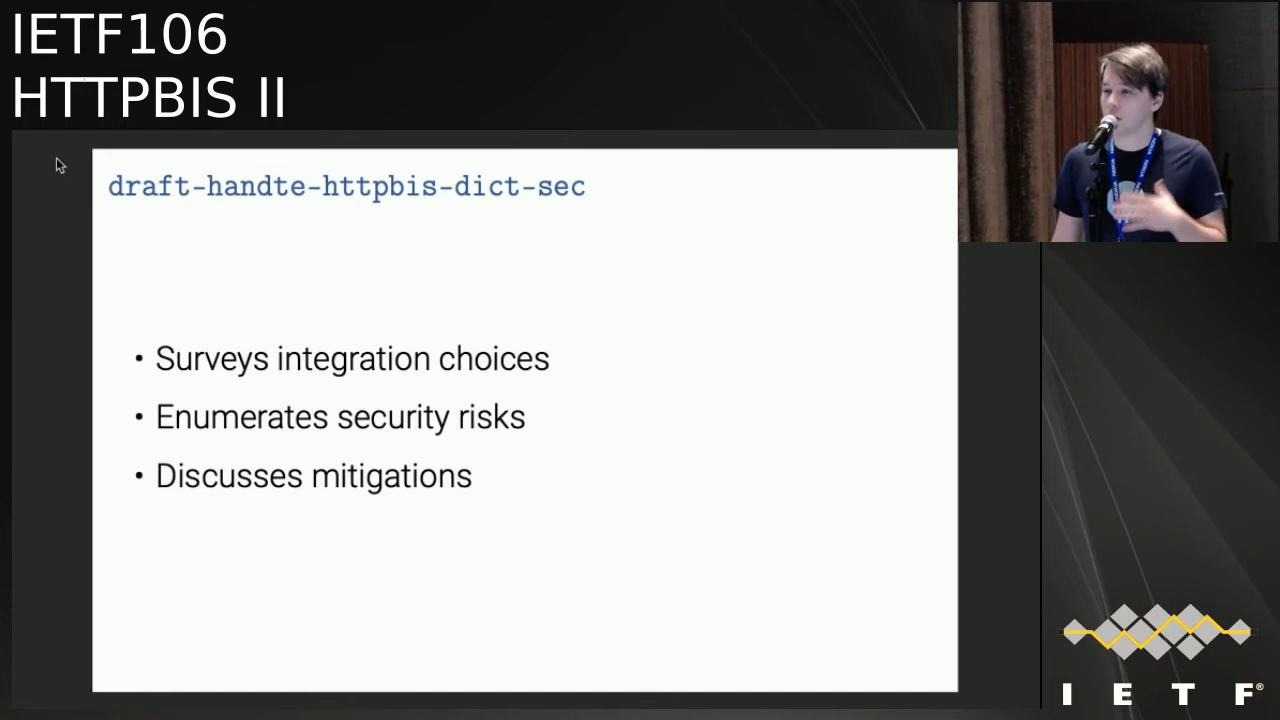 IETF106
HTTPBIS II
draft-handte-httpbis-dict-sec
• Surveys integration choices
• Enumerates security risks
• Discusses mitigations
I E T F®